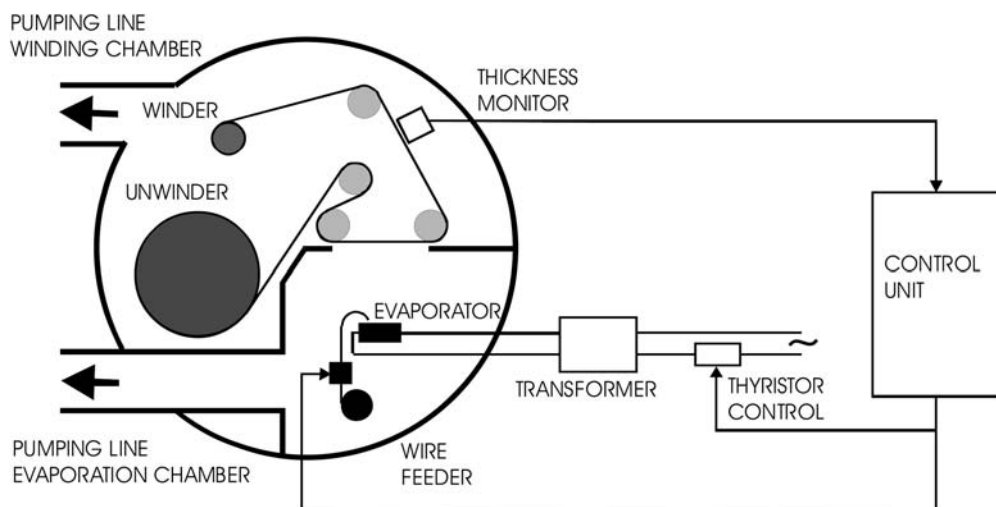 PUMPING LINE
WINDING CHAMBER
WINDER
THICKNESS
MONITOR
UNWINDER
CONTROL
UNIT
EVAPORATOR
TRANSFORMER
~
THYRISTOR
CONTROL
WIRE
FEEDER
PUMPING LINE
EVAPORATION CHAMBER